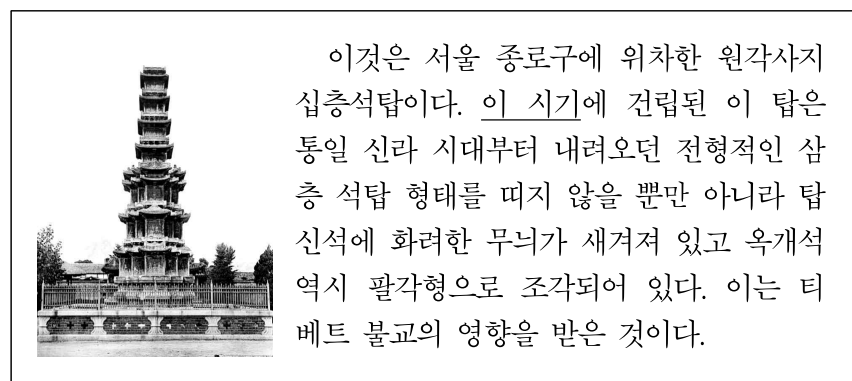 이것은 서울 종로구에 위차한 원각사지
십층석탑이다. 이 시기에 건립된 이 탑은
통일 신라 시대부터 내려오던 전형적인 삼
층 석탑 형태를 띠지 않을 뿐만 아니라 탑
신석에 화려한 무늬가 새겨져 있고 옥개석
역시 팔각형으로 조각되어 있다. 이는 티
베트 불교의 영향을 받은 것이다.